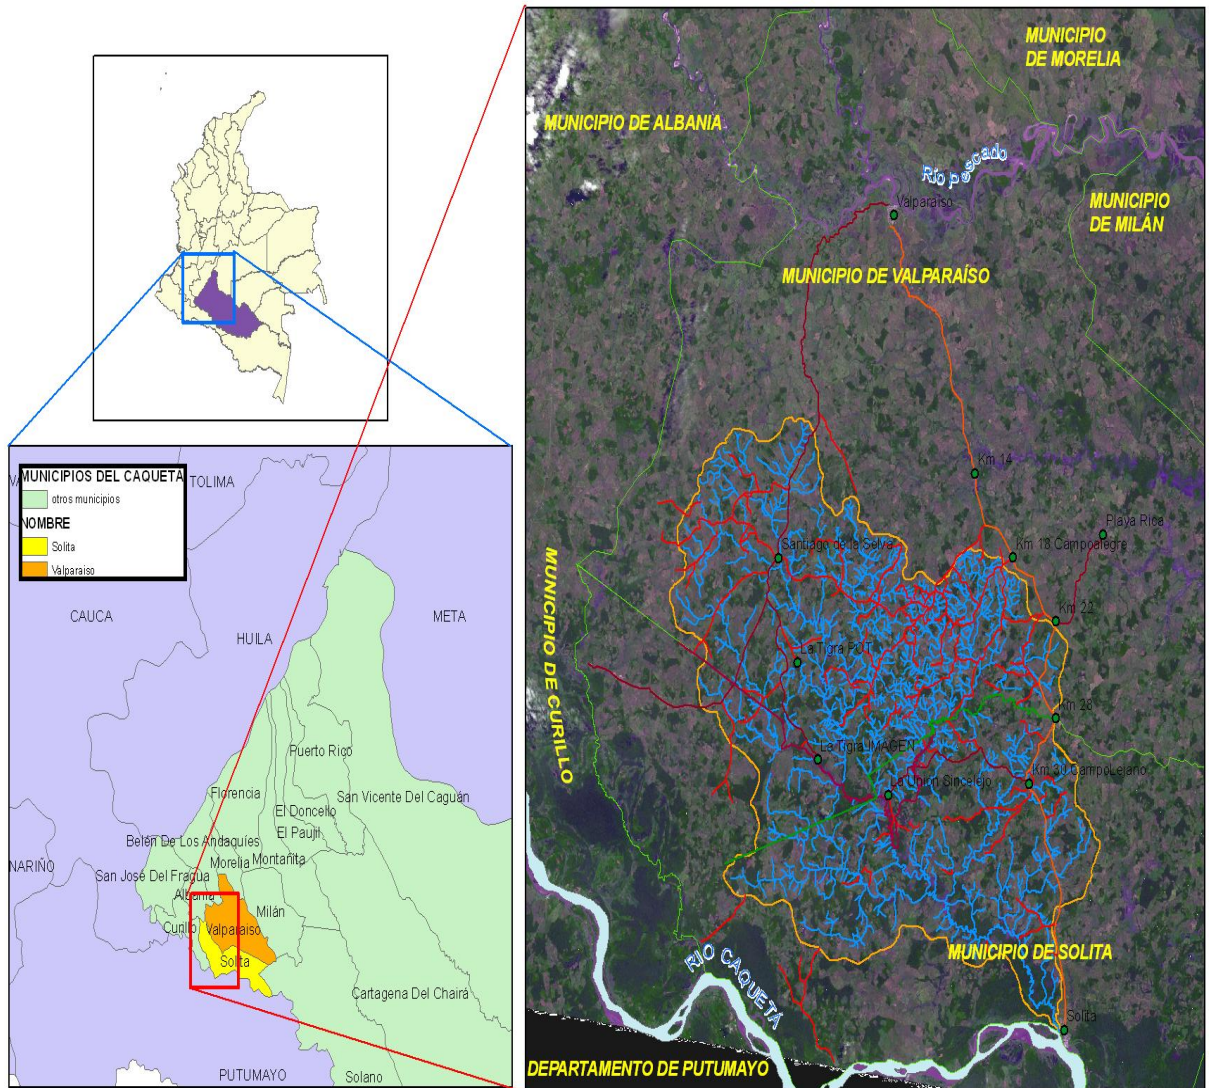 MUNICIPIOS DEL CAQUETA
otros municipios
NOMBRE
Solita
Valparaiso
TOLIMA
CAUCA
HUILA
META
Puerto Rico
Florencia
San Vicente Del Caguán
El Doncello
El Paujil
Belén De Los Andaquíes
NARIÑO
Morelia
Montañita
San José Del Fragua
Albania
Milán
Curillo
Valparaiso
Solita
Cartagena Del Chairá
PUTUMAYO
Solano
MUNICIPIO
DE MORELIA
MUNICIPIO DE ALBANIA
Río pescado
MUNICIPIO
DE MILÁN
Valparaiso
MUNICIPIO DE VALPARAÍSO
Km 14
Playa Rica
Santiago de la Selva
Km 18 Campoalegre
MUNICIPIO DE CURILLO
Km 22
La Tigra POT
Km 28
La Tigra IMAGEN
Km 30 CampoLejano
La Union Sincelejo
MUNICIPIO DE SOLITA
RIO CAQUETÁ
Solita
DEPARTAMENTO DE PUTUMAYO